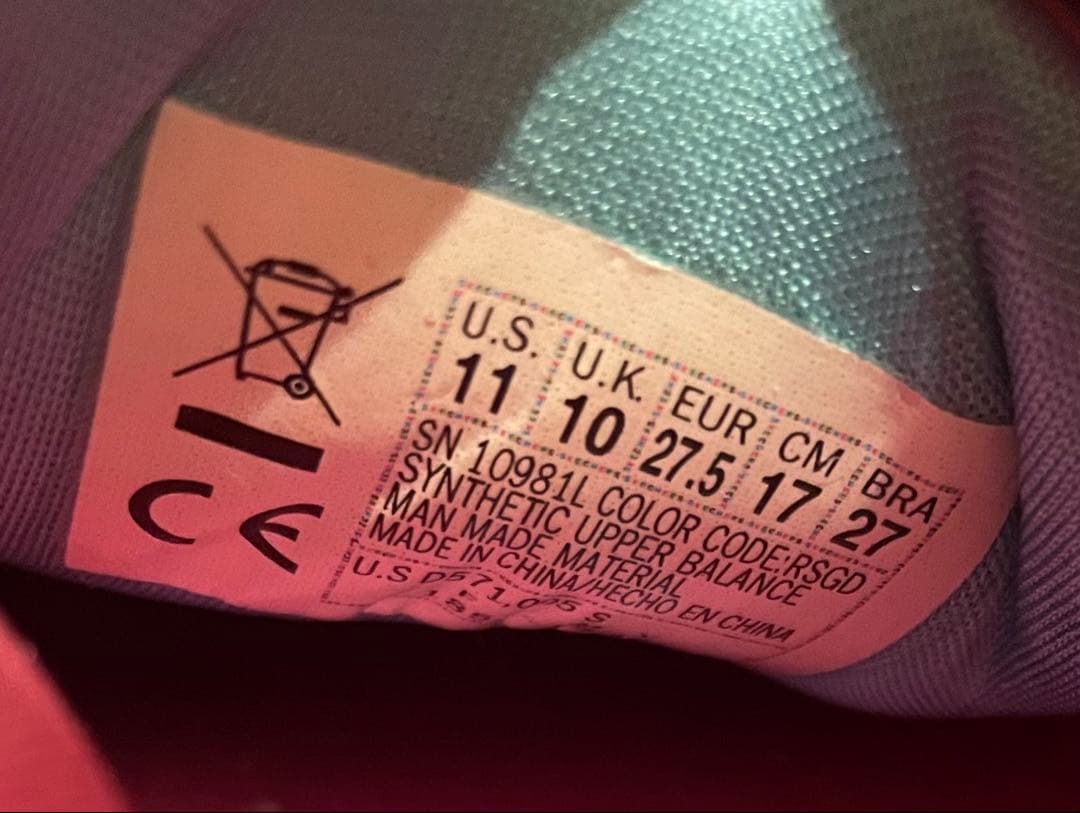 CE
U.S. U.K. EUR CM BRA
11 10 27.5 17 27
SN 10981L COLOR CODE:RSGD
SYNTHETIC UPPER BALANCE
MAN MADE MATERIAL
MADE IN CHINA/HECHO EN CHINA
U.S